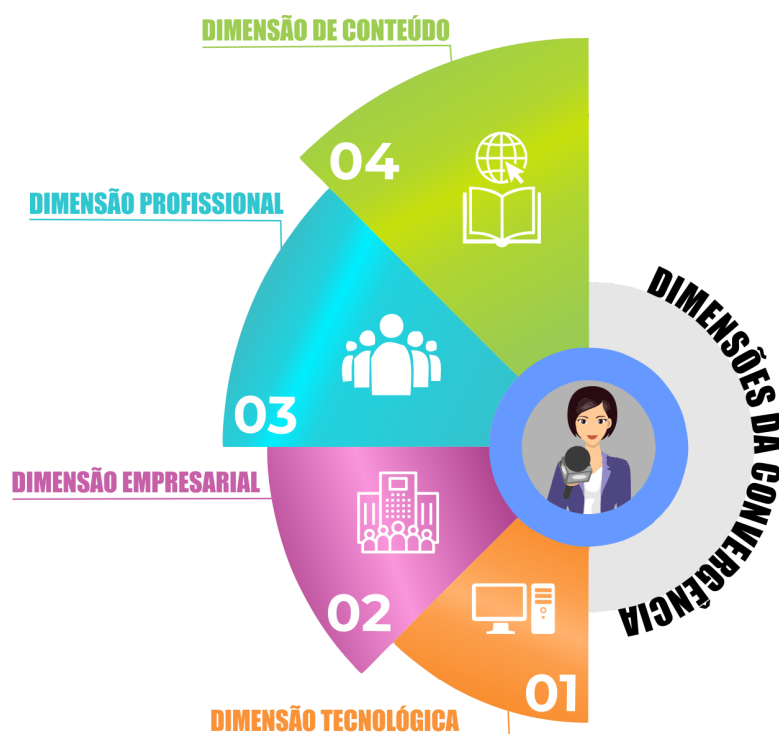 DIMENSÃO DE CONTEÚDO
04
DIMENSÃO PROFISSIONAL
03
DIMENSÕES DA CONVERGÊNCIA
DIMENSÃO EMPRESARIAL
02
01
DIMENSÃO TECNOLÓGICA